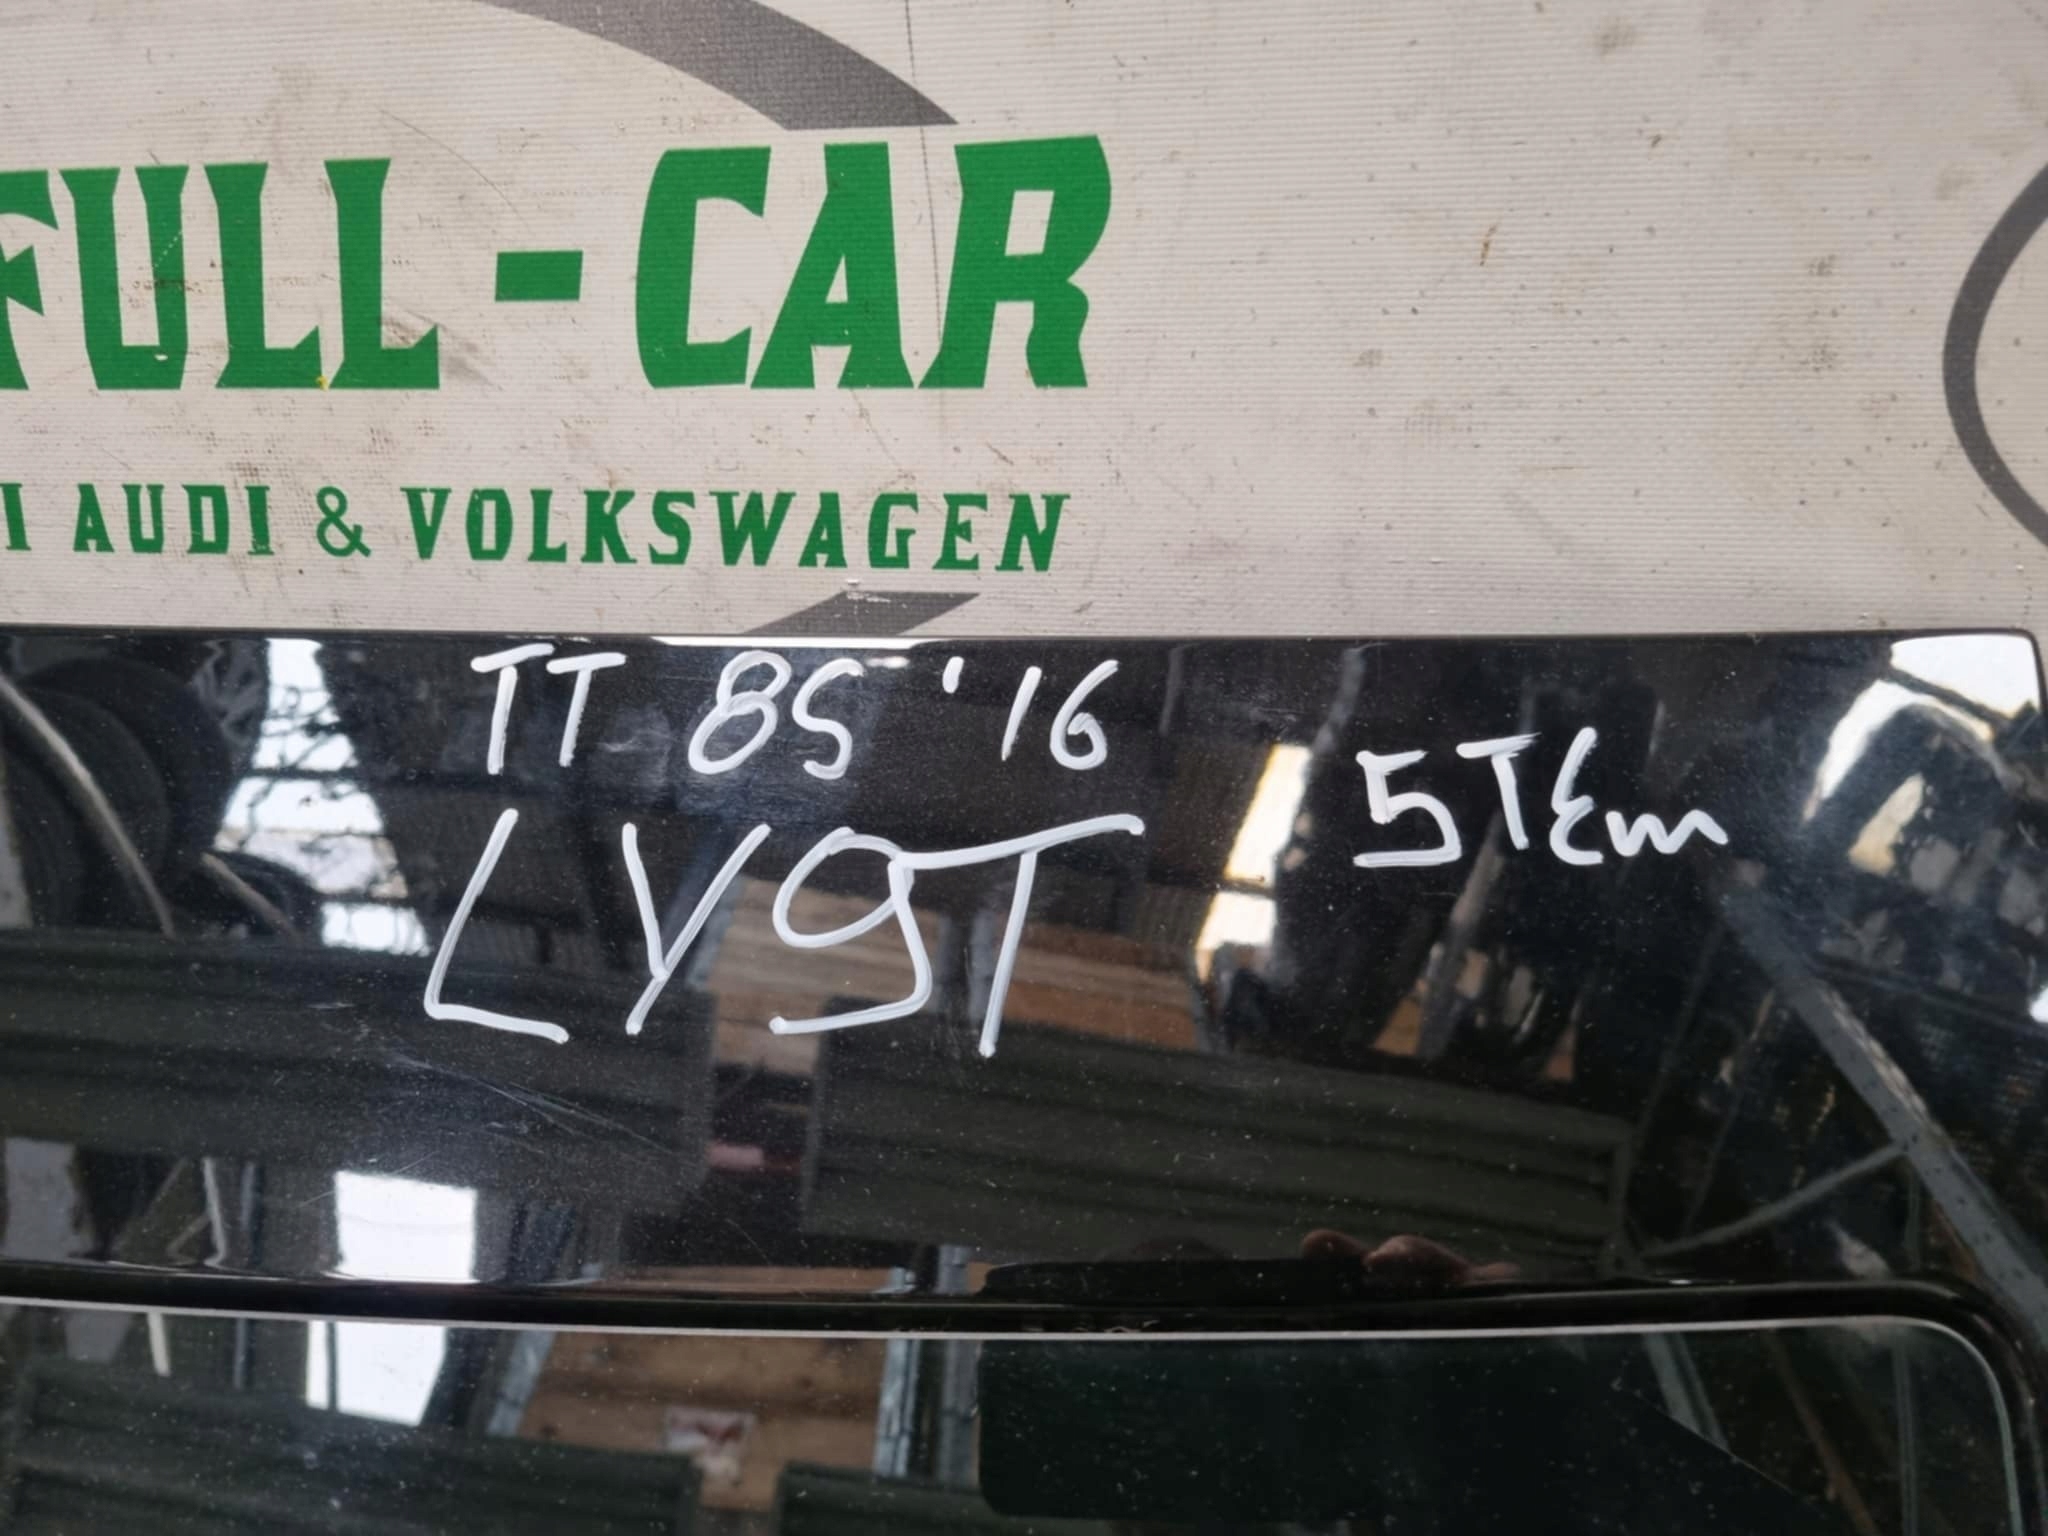 FULL-CAR
I AUDI & VOLKSWAGEN
TT 8S '16
LY9T
5TEm